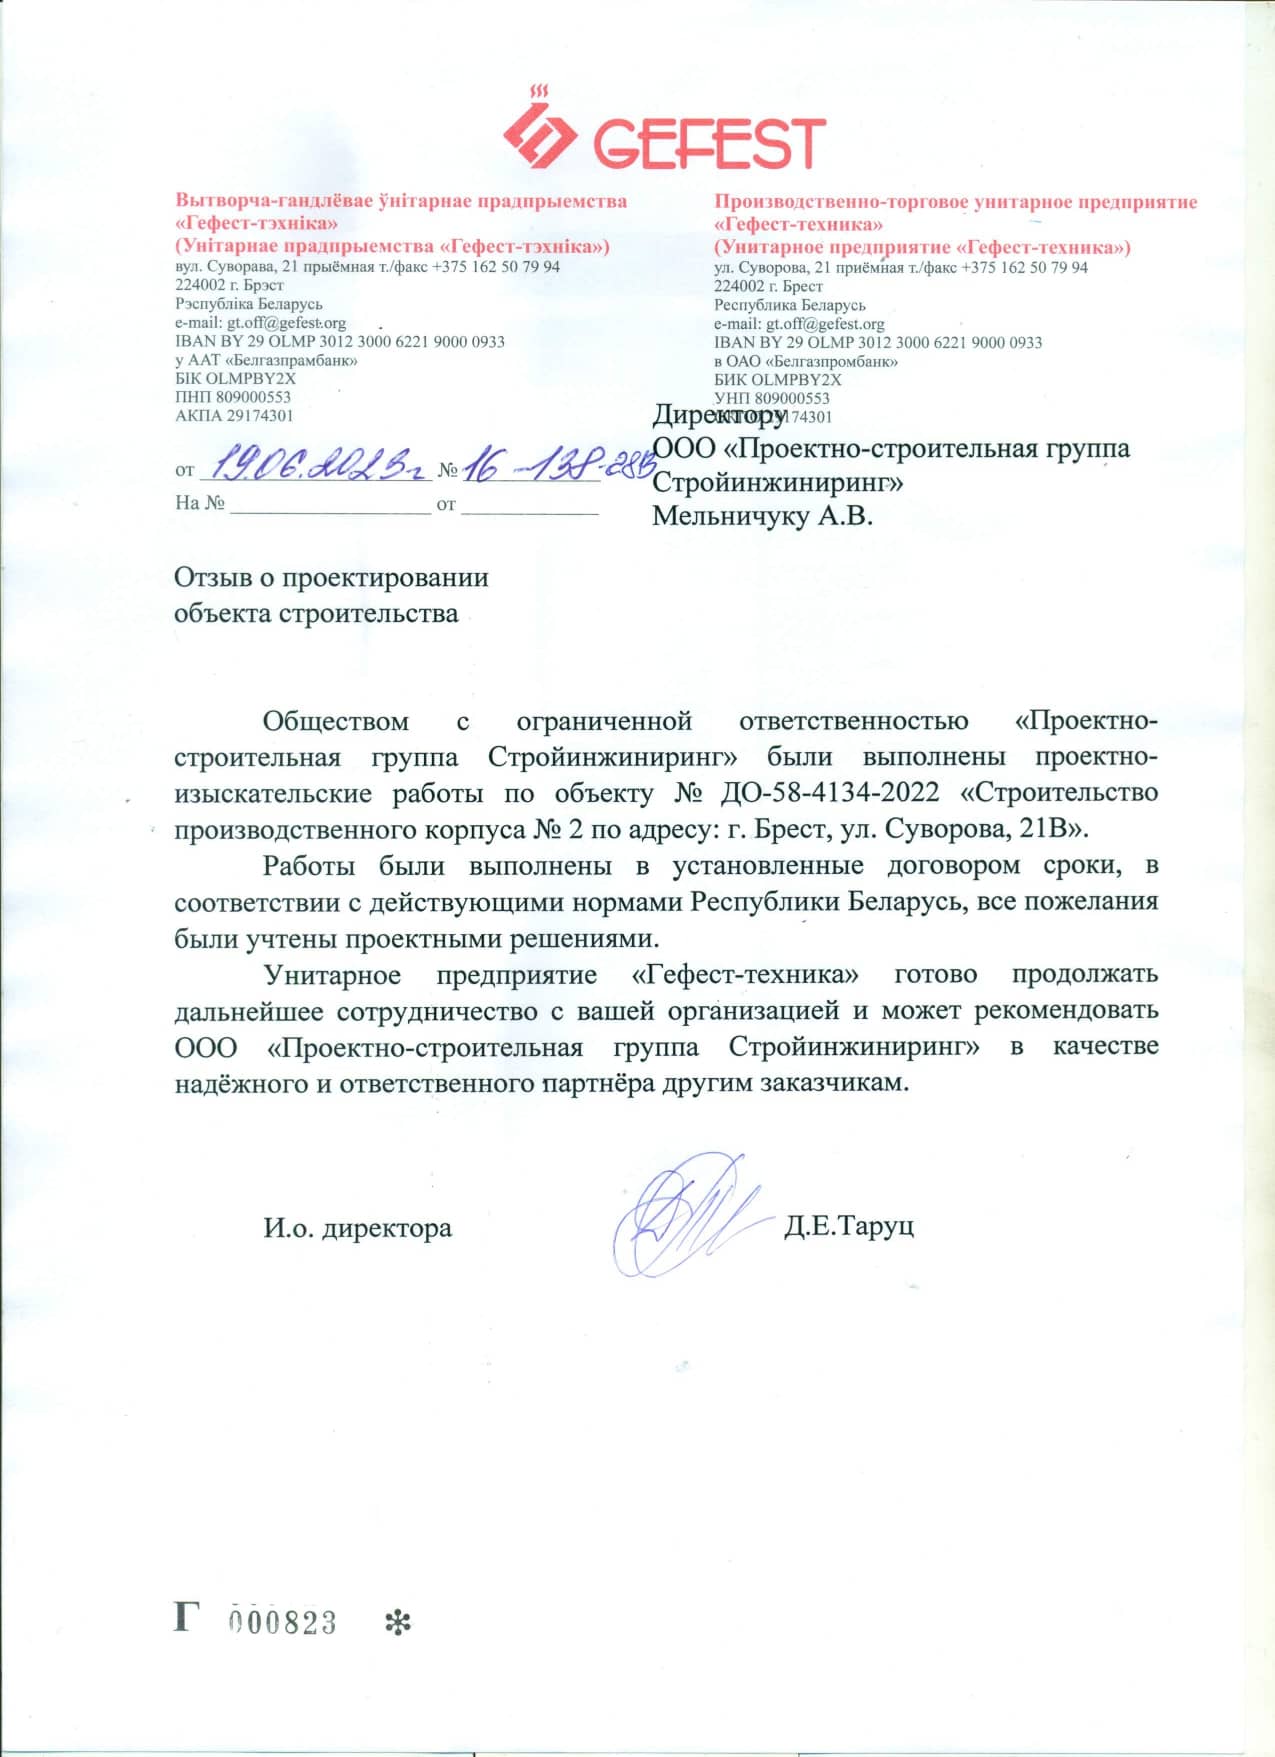 GEFEST
Вытворча-гандлёвае ўнітарнае прадпрыемства
«Гефест-тэхніка»
(Унітарнае прадпрыемства «Гефест-тэхніка»)
вул. Суворава, 21 прыёмная т./факс +375 162 50 79 94
224002 г. Брэст
Рэспубліка Беларусь
e-mail: gt.off@gefest.org
IBAN BY 29 OLMP 3012 3000 6221 9000 0933
у ААТ «Белгазпрамбанк»
БІК OLMPBY2X
ПНП 809000553
АКПА 29174301
Производственно-торговое унитарное предприятие
«Гефест-техника»
(Унитарное предприятие «Гефест-техника»)
ул. Суворова, 21 приёмная т./факс +375 162 50 79 94
224002 г. Брест
Республика Беларусь
e-mail: gt.off@gefest.org
IBAN BY 29 OLMP 3012 3000 6221 9000 0933
в ОАО «Белгазпромбанк»
БИК OLMPBY2X
УНП 809000553
29174301
от 19.06.2023 г № 16-138-28В
На № от
Директору
ООО «Проектно-строительная группа
Стройинжиниринг»
Мельничуку А.В.
Отзыв о проектировании
объекта строительства
Обществом с ограниченной ответственностью «Проектно-
строительная группа Стройинжиниринг» были выполнены проектно-
изыскательские работы по объекту № ДО-58-4134-2022 «Строительство
производственного корпуса № 2 по адресу: г. Брест, ул. Суворова, 21В».
Работы были выполнены в установленные договором сроки, в
соответствии с действующими нормами Республики Беларусь, все пожелания
были учтены проектными решениями.
Унитарное предприятие «Гефест-техника» готово продолжать
дальнейшее сотрудничество с вашей организацией и может рекомендовать
ООО «Проектно-строительная группа Стройинжиниринг» в качестве
надёжного и ответственного партнёра другим заказчикам.
И.о. директора Д.Е.Таруц
Г 000823 *